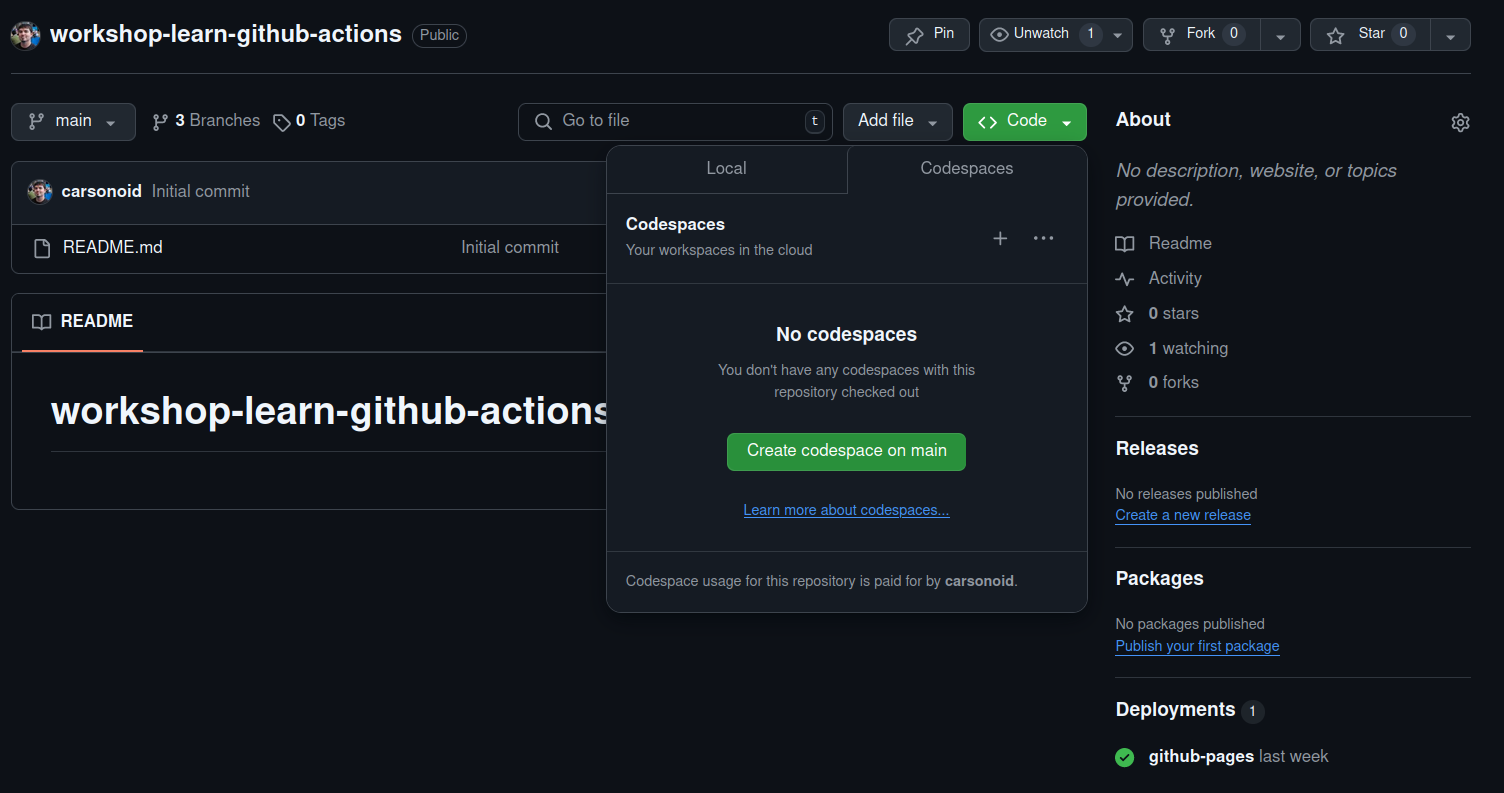 workshop-learn-github-actions Public Pin Unwatch 1 Fork 0 Star 0
main 3 Branches 0 Tags Go to file t Add file Code
Local Codespaces
carsonoid Initial commit
README.md Initial commit
Codespaces
Your workspaces in the cloud
No codespaces
You don't have any codespaces with this
repository checked out
Create codespace on main
Learn more about codespaces...
Codespace usage for this repository is paid for by carsonoid.
README
workshop-learn-github-actions
About
No description, website, or topics
provided.
Readme
Activity
0 stars
1 watching
0 forks
Releases
No releases published
Create a new release
Packages
No packages published
Publish your first package
Deployments 1
github-pages last week